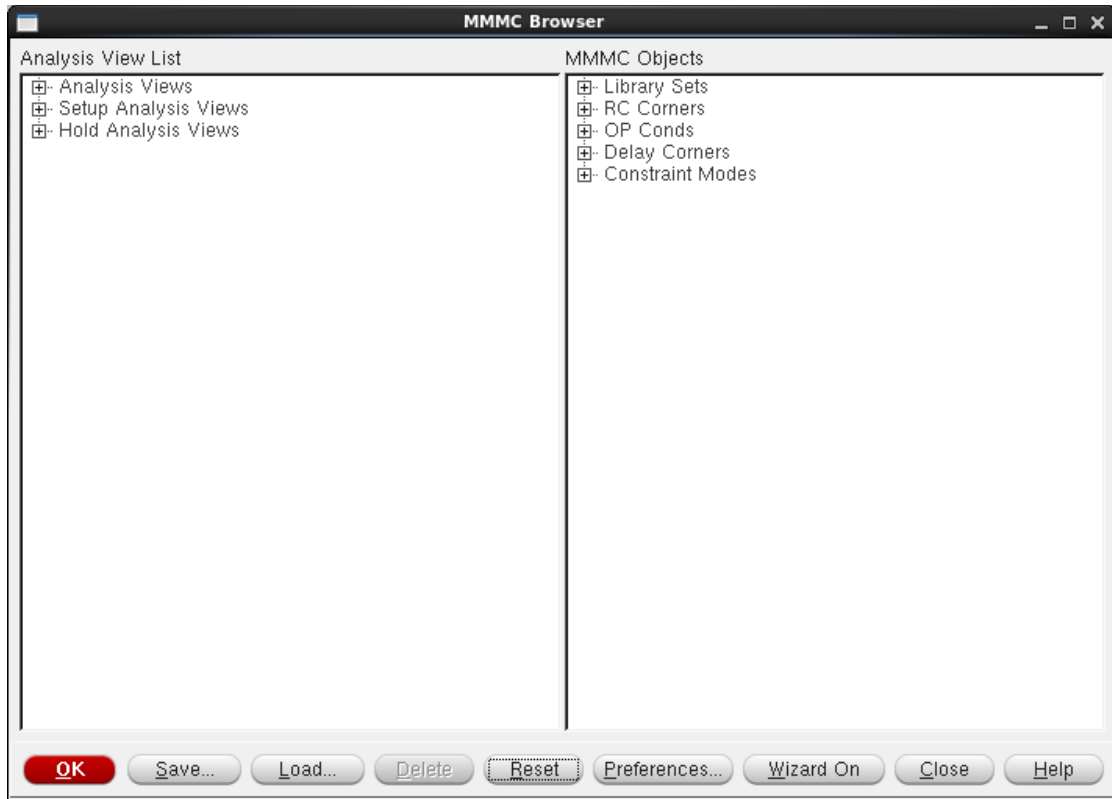 MMMC Browser
Analysis View List
Analysis Views
Setup Analysis Views
Hold Analysis Views
MMMC Objects
Library Sets
RC Corners
OP Conds
Delay Corners
Constraint Modes
OK Save... Load... Delete Reset Preferences... Wizard On Close Help